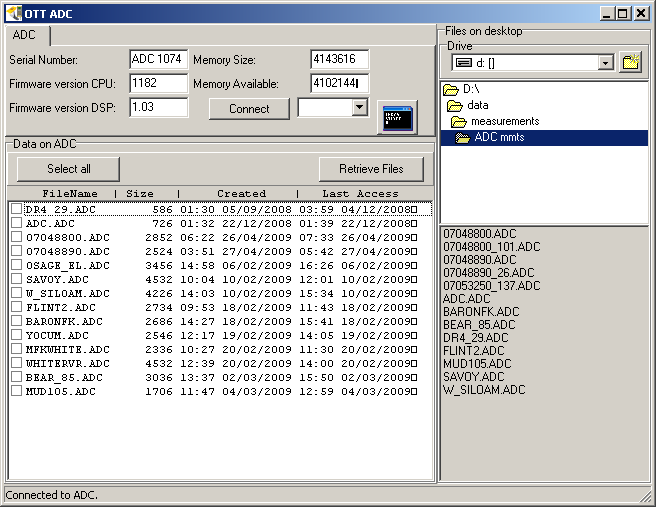 OTT ADC
ADC
Serial Number: ADC 1074 Memory Size: 4143616
Firmware version CPU: 1182 Memory Available: 4102144
Firmware version DSP: 1.03 Connect
Data on ADC
Select all Retrieve Files
FileName | Size | Created | Last Access
DR4_29.ADC 586 01:30 05/09/2008 03:59 04/12/2008
ADC.ADC 726 01:32 22/12/2008 01:39 22/12/2008
07048800.ADC 2852 06:22 26/04/2009 07:33 26/04/2009
07048890.ADC 2524 03:51 27/04/2009 05:42 27/04/2009
OSAGE_EL.ADC 3456 14:58 06/02/2009 16:26 06/02/2009
SAVOY.ADC 4532 10:04 10/02/2009 12:01 10/02/2009
W_SILOAM.ADC 4226 14:03 10/02/2009 15:34 10/02/2009
FLINT2.ADC 2734 09:53 18/02/2009 11:43 18/02/2009
BARONFK.ADC 2686 14:27 18/02/2009 15:41 18/02/2009
YOCUM.ADC 2546 12:17 19/02/2009 14:05 19/02/2009
MFKWHITE.ADC 2336 10:27 20/02/2009 11:30 20/02/2009
WHITERVR.ADC 4532 12:39 20/02/2009 14:00 20/02/2009
BEAR_85.ADC 3036 13:37 02/03/2009 15:50 02/03/2009
MUD105.ADC 1706 11:47 04/03/2009 12:59 04/03/2009
Files on desktop
Drive
d: []
D:\
data
measurements
ADC mmts
07048800.ADC
07048800_101.ADC
07048890.ADC
07048890_26.ADC
07053250_137.ADC
ADC.ADC
BARONFK.ADC
BEAR_85.ADC
DR4_29.ADC
FLINT2.ADC
MUD105.ADC
SAVOY.ADC
W_SILOAM.ADC
Connected to ADC.